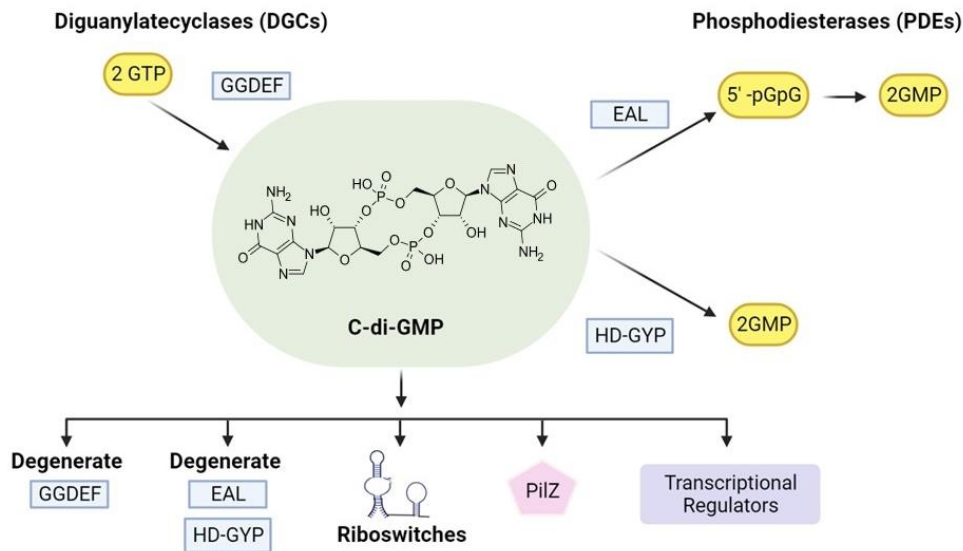 Diguanylatecyclases (DGCs)
Phosphodiesterases (PDEs)
2 GTP
GGDEF
EAL
5' -pGpG
2GMP
NH₂
HN
N
N
O
N
N
HO
O
HO
O
P
O
O
O
N
N
O
NH
N
N
NH₂
O
OH
O
O
P
O
OH
C-di-GMP
HD-GYP
2GMP
Degenerate
GGDEF
Degenerate
EAL
HD-GYP
Riboswitches
PilZ
Transcriptional
Regulators